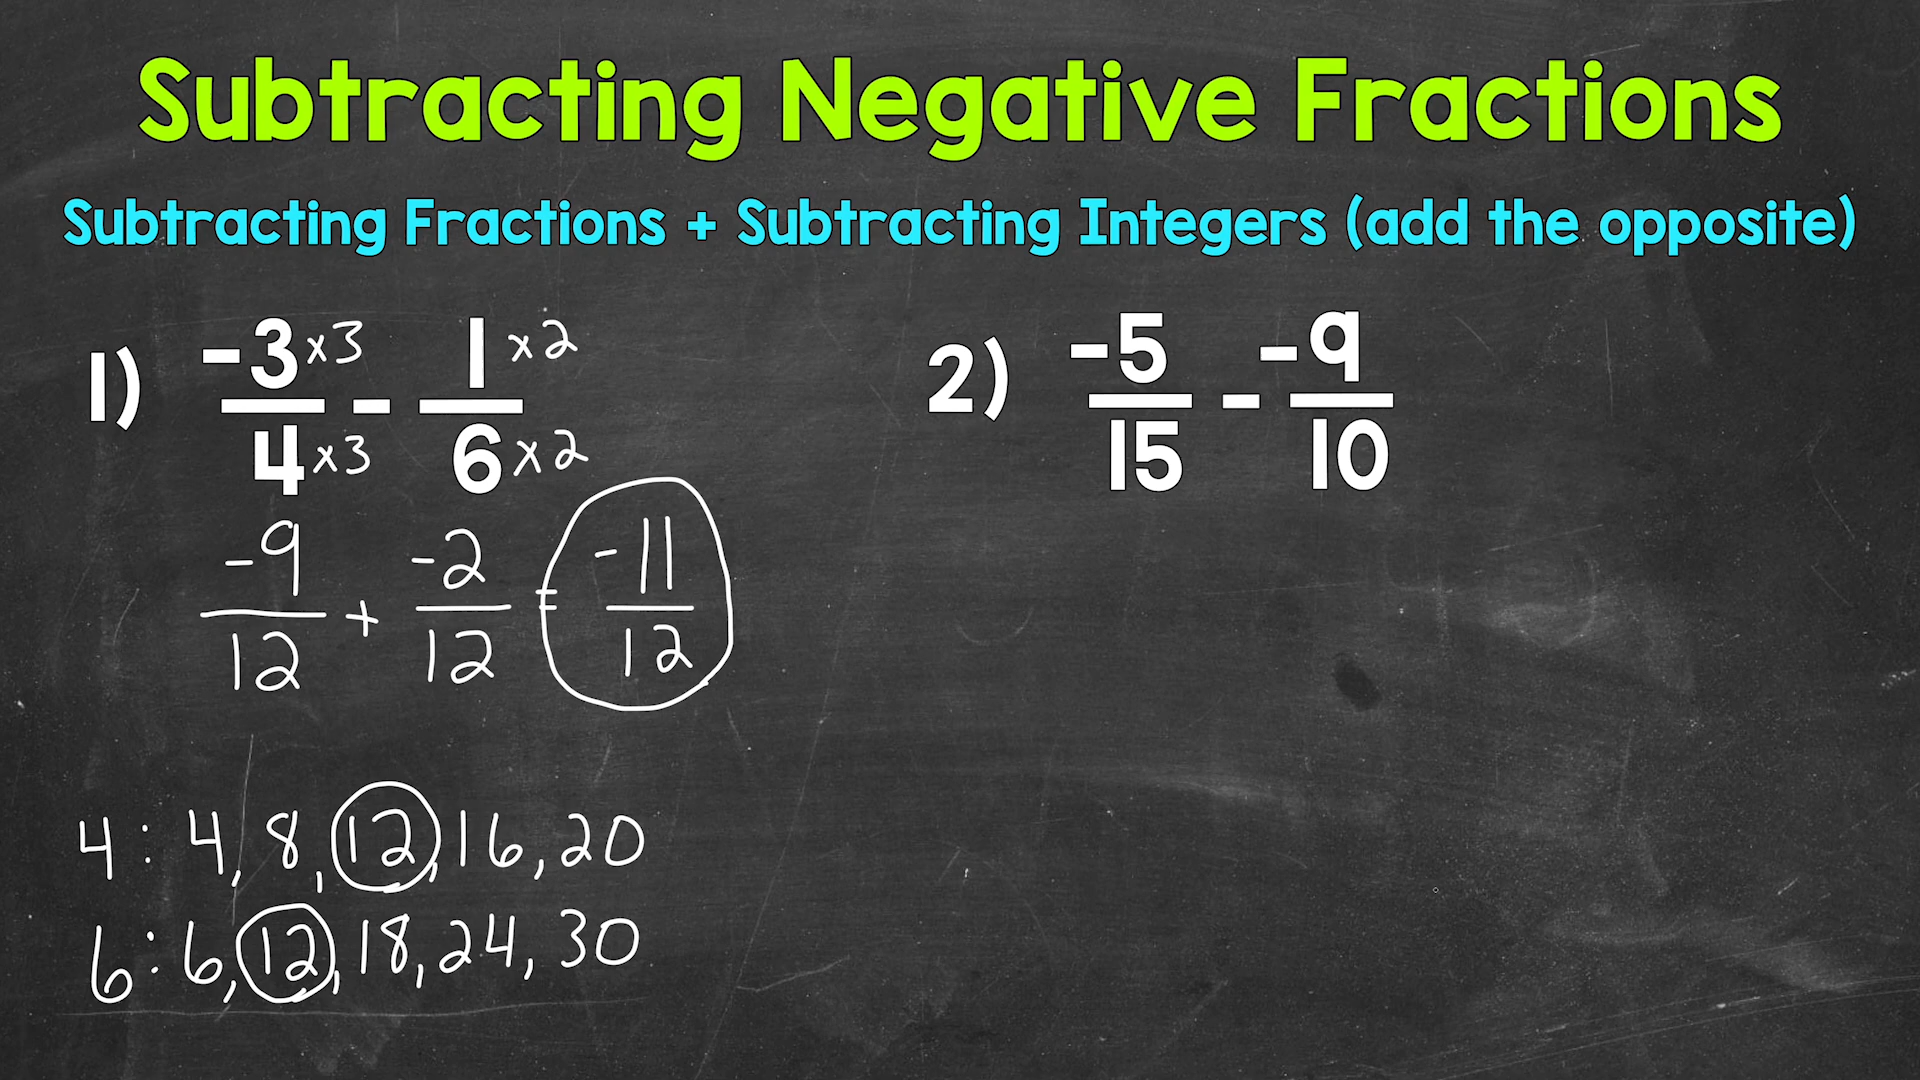 Subtracting Negative Fractions
Subtracting Fractions + Subtracting Integers (add the opposite)
1) -3/4 - 1/6
×3 ×2
×3 ×2
-9/12 + -2/12 = -11/12
4: 4, 8, 12, 16, 20
6: 6, 12, 18, 24, 30
2) -5/15 - -9/10